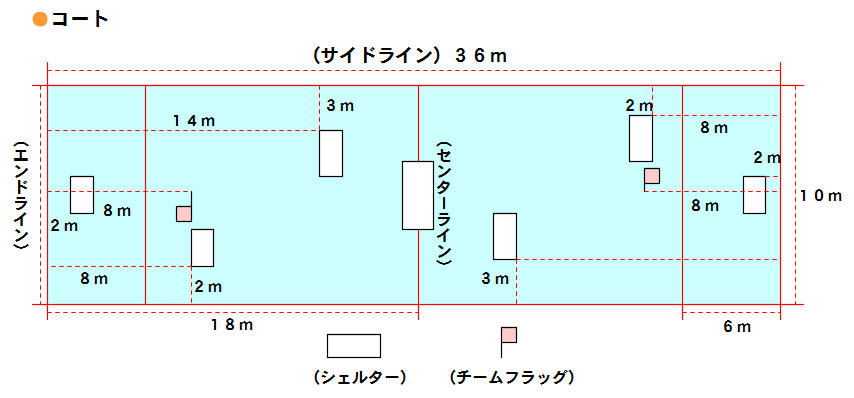 コート
（サイドライン）３６ｍ
３ｍ
２ｍ
１４ｍ
８ｍ
２ｍ
（エンドライン）
（センターライン）
１０ｍ
８ｍ
２ｍ
８ｍ
８ｍ
２ｍ
３ｍ
１８ｍ
６ｍ
（シェルター）
（チームフラッグ）